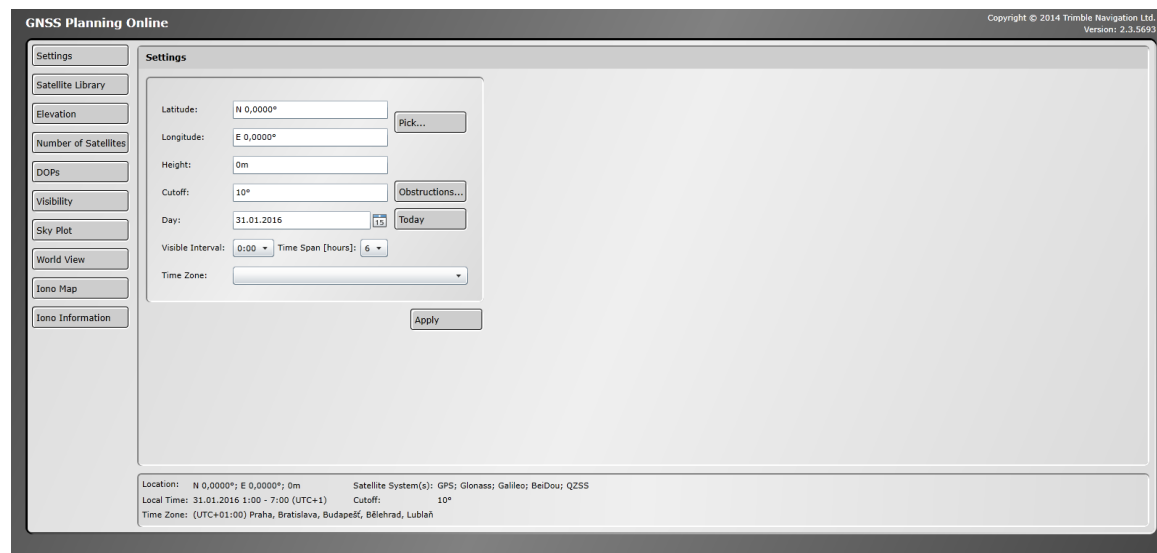 GNSS Planning Online
Copyright © 2014 Trimble Navigation Ltd.
Version: 2.3.5693
Settings
Satellite Library
Elevation
Number of Satellites
DOPs
Visibility
Sky Plot
World View
Iono Map
Iono Information
Settings
Latitude: N 0,0000°
Pick...
Longitude: E 0,0000°
Height: 0m
Cutoff: 10° Obstructions...
Day: 31.01.2016 15 Today
Visible Interval: 0:00 Time Span [hours]: 6
Time Zone:
Apply
Location: N 0,0000°; E 0,0000°; 0m Satellite System(s): GPS; Glonass; Galileo; BeiDou; QZSS
Local Time: 31.01.2016 1:00 - 7:00 (UTC+1) Cutoff: 10°
Time Zone: (UTC+01:00) Praha, Bratislava, Budapešť, Bělehrad, Lublaň